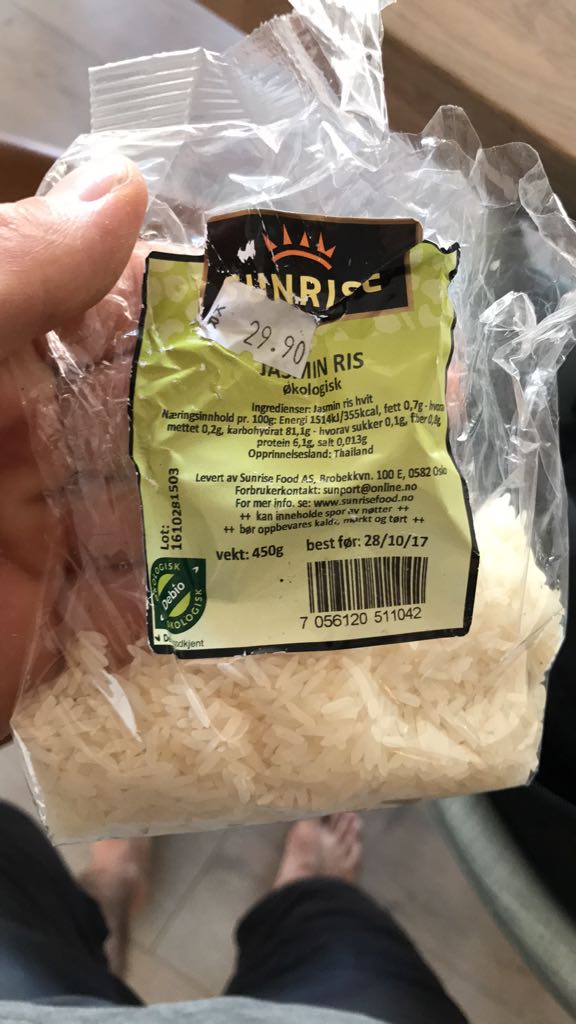 SUNRISE
KR
29.90
JASMIN RIS
økologisk
Ingredienser: Jasmin ris hvit
Næringsinnhold pr. 100g: Energi 1514kJ/355kcal, fett 0,7g - hvorav
mettet 0,2g, karbohydrat 81,1g - hvorav sukker 0,1g, fiber 0,8g
protein 6,1g, salt 0,013g
Opprinnelsesland: Thailand
Levert av Sunrise Food AS, Brobekkvn. 100 E, 0582 Oslo
Forbrukerkontakt: sunport@online.no
For mer info. se: www.sunrisefood.no
++ kan inneholde spor av nøtter ++
++ bør oppbevares kaldt, mørkt og tørt ++
Lot:
1610281503
vekt: 450g best før: 28/10/17
ØKOLOGISK
Debio
ØKOLOGISK
7 056120 511042